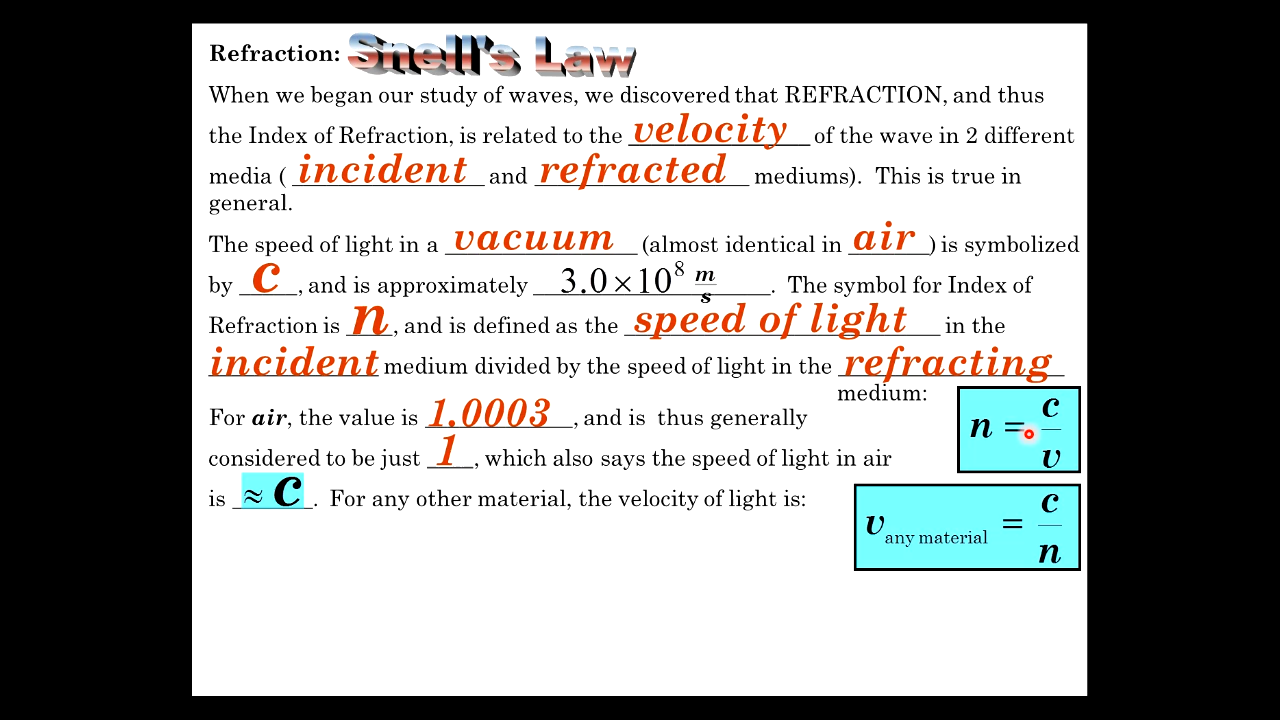 Refraction: Snell's Law
When we began our study of waves, we discovered that REFRACTION, and thus
the Index of Refraction, is related to the velocity of the wave in 2 different
media ( incident and refracted mediums). This is true in
general.
The speed of light in a vacuum (almost identical in air ) is symbolized
by c, and is approximately 3.0 × 10⁸ m/s. The symbol for Index of
Refraction is n, and is defined as the speed of light in the
incident medium divided by the speed of light in the refracting
medium:
n = c/v
For air, the value is 1.0003, and is thus generally
considered to be just 1, which also says the speed of light in air
is ≈ c. For any other material, the velocity of light is:
v any material = c/n